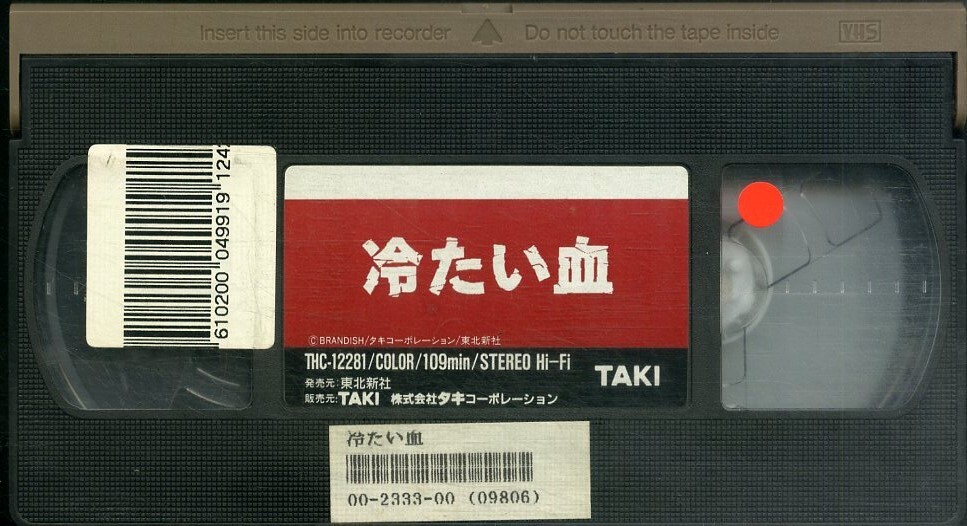 Insert this side into recorder Do not touch the tape inside VHS
610200 049919 124
冷たい血
©BRANDISH/タキコーポレーション/東北新社
THC-12281/COLOR/109min/STEREO Hi-Fi
TAKI
発売元:東北新社
販売元:TAKI 株式会社タキコーポレーション
冷たい血
00-2333-00 (09806)